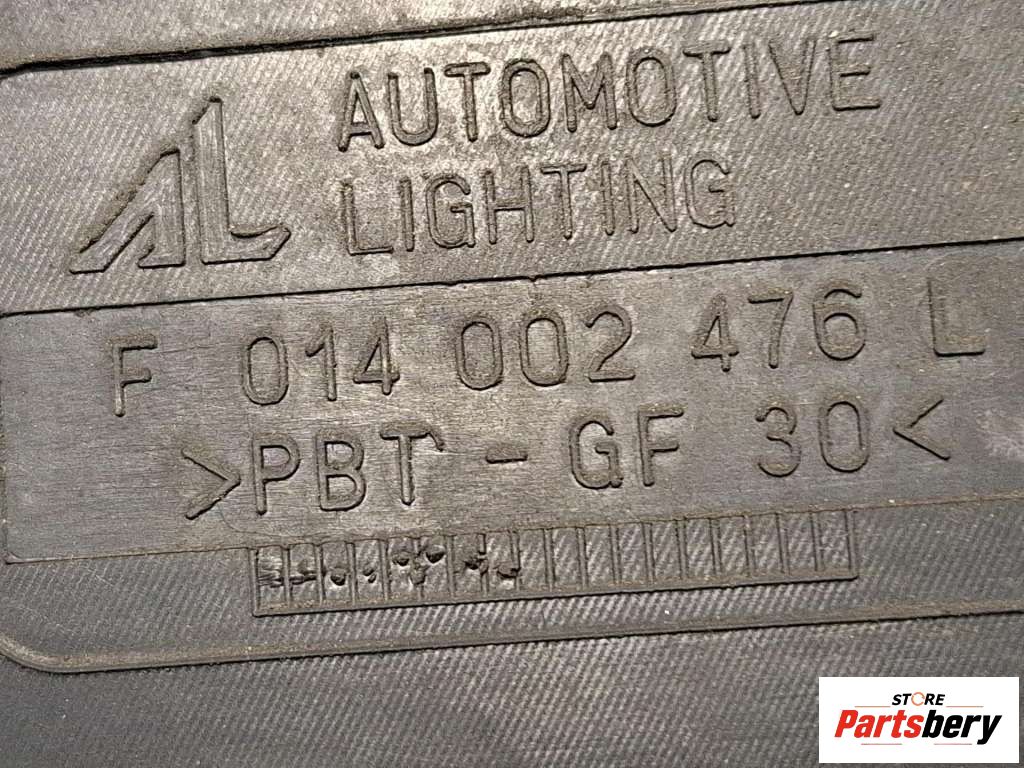 AL AUTOMOTIVE
LIGHTING
F 014 002 476 L
>PBT - GF 30<
STORE
Partsbery